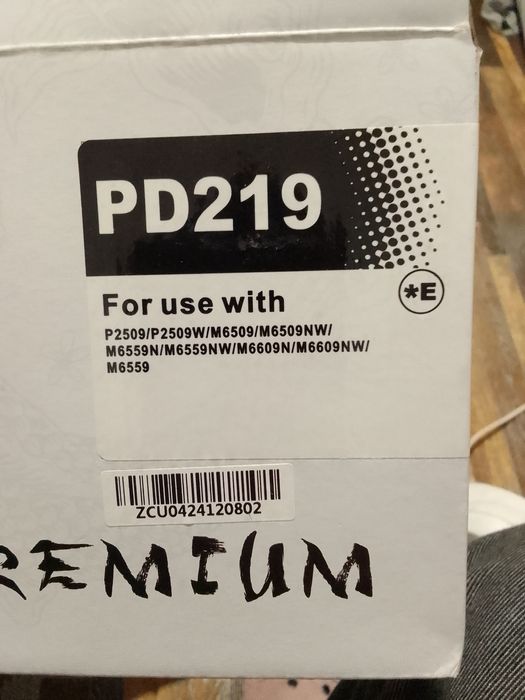 PD219
*E
For use with
P2509/P2509W/M6509/M6509NW/
M6559N/M6559NW/M6609N/M6609NW/
M6559
ZCU0424120802
REMIUM